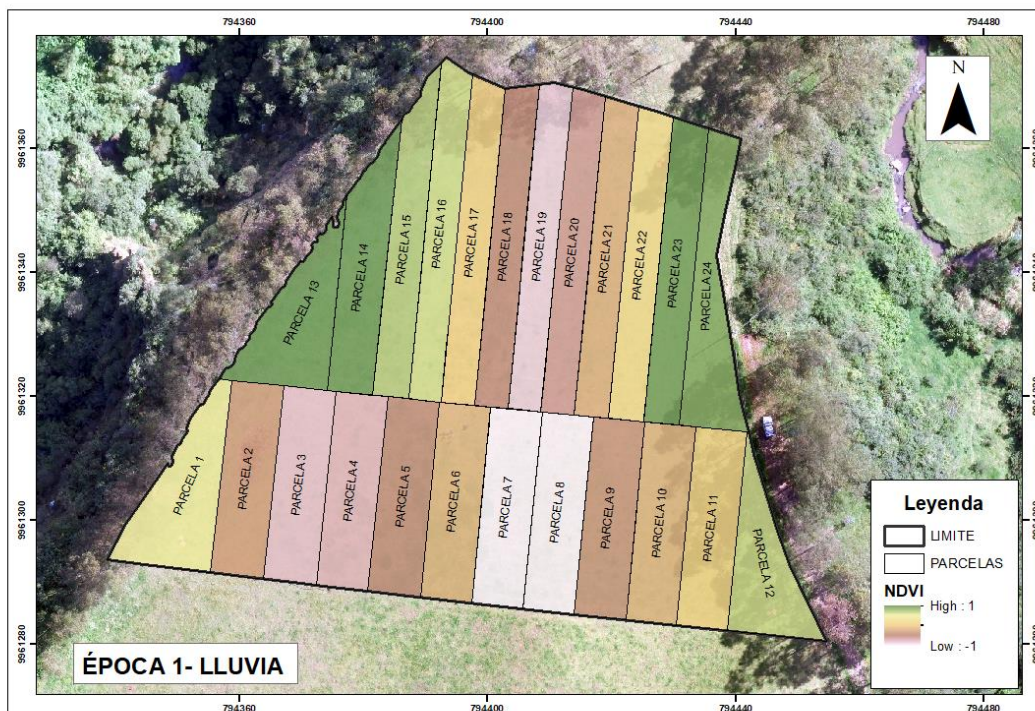 794360 794400 794440 794480
N
9961360
9961340
9961320
9961300
9961280
PARCELA 13
PARCELA 14
PARCELA 15
PARCELA 16
PARCELA 17
PARCELA 18
PARCELA 19
PARCELA 20
PARCELA 21
PARCELA 22
PARCELA 23
PARCELA 24
PARCELA 1
PARCELA 2
PARCELA 3
PARCELA 4
PARCELA 5
PARCELA 6
PARCELA 7
PARCELA 8
PARCELA 9
PARCELA 10
PARCELA 11
PARCELA 12
Leyenda
LIMITE
PARCELAS
NDVI
High : 1
Low : -1
ÉPOCA 1- LLUVIA
794360 794400 794440 794480